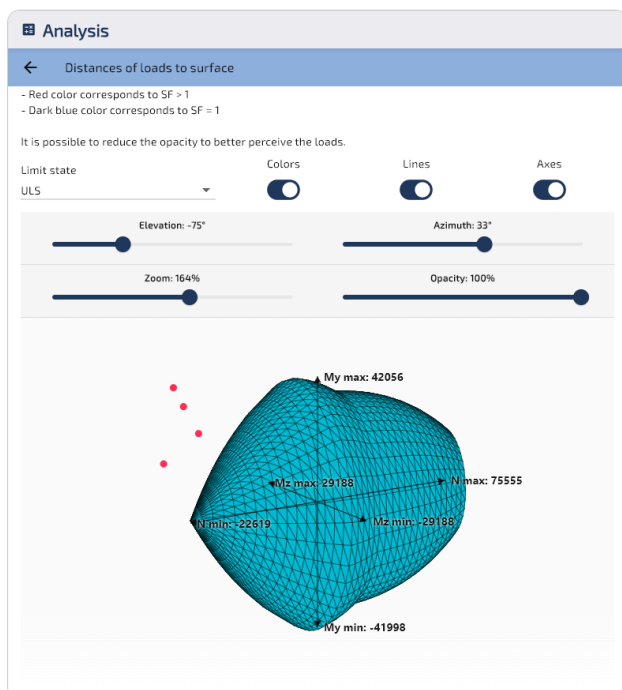 Analysis
Distances of loads to surface
- Red color corresponds to SF > 1
- Dark blue color corresponds to SF = 1
It is possible to reduce the opacity to better perceive the loads.
Limit state
ULS
Colors
Lines
Axes
Elevation: -75°
Azimuth: 33°
Zoom: 164%
Opacity: 100%
My max: 42056
Mz max: 29188
N max: 75555
N min: -22619
Mz min: -29188
My min: -41998